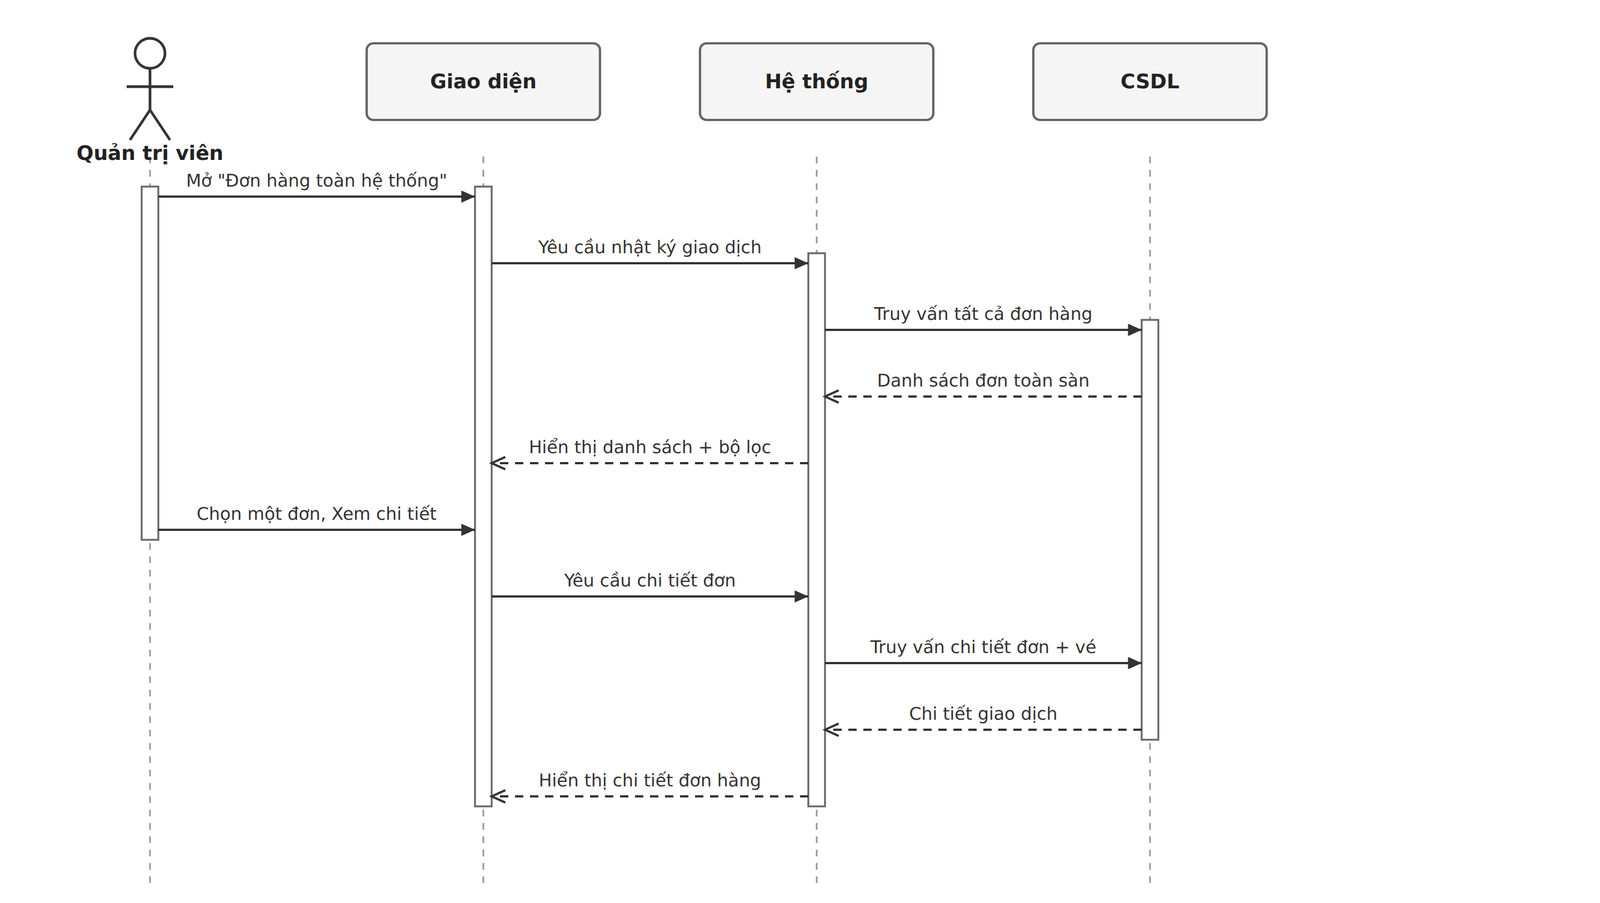 Giao diện
Hệ thống
CSDL
Quản trị viên
Mở "Đơn hàng toàn hệ thống"
Yêu cầu nhật ký giao dịch
Truy vấn tất cả đơn hàng
Danh sách đơn toàn sàn
Hiển thị danh sách + bộ lọc
Chọn một đơn, Xem chi tiết
Yêu cầu chi tiết đơn
Truy vấn chi tiết đơn + vé
Chi tiết giao dịch
Hiển thị chi tiết đơn hàng